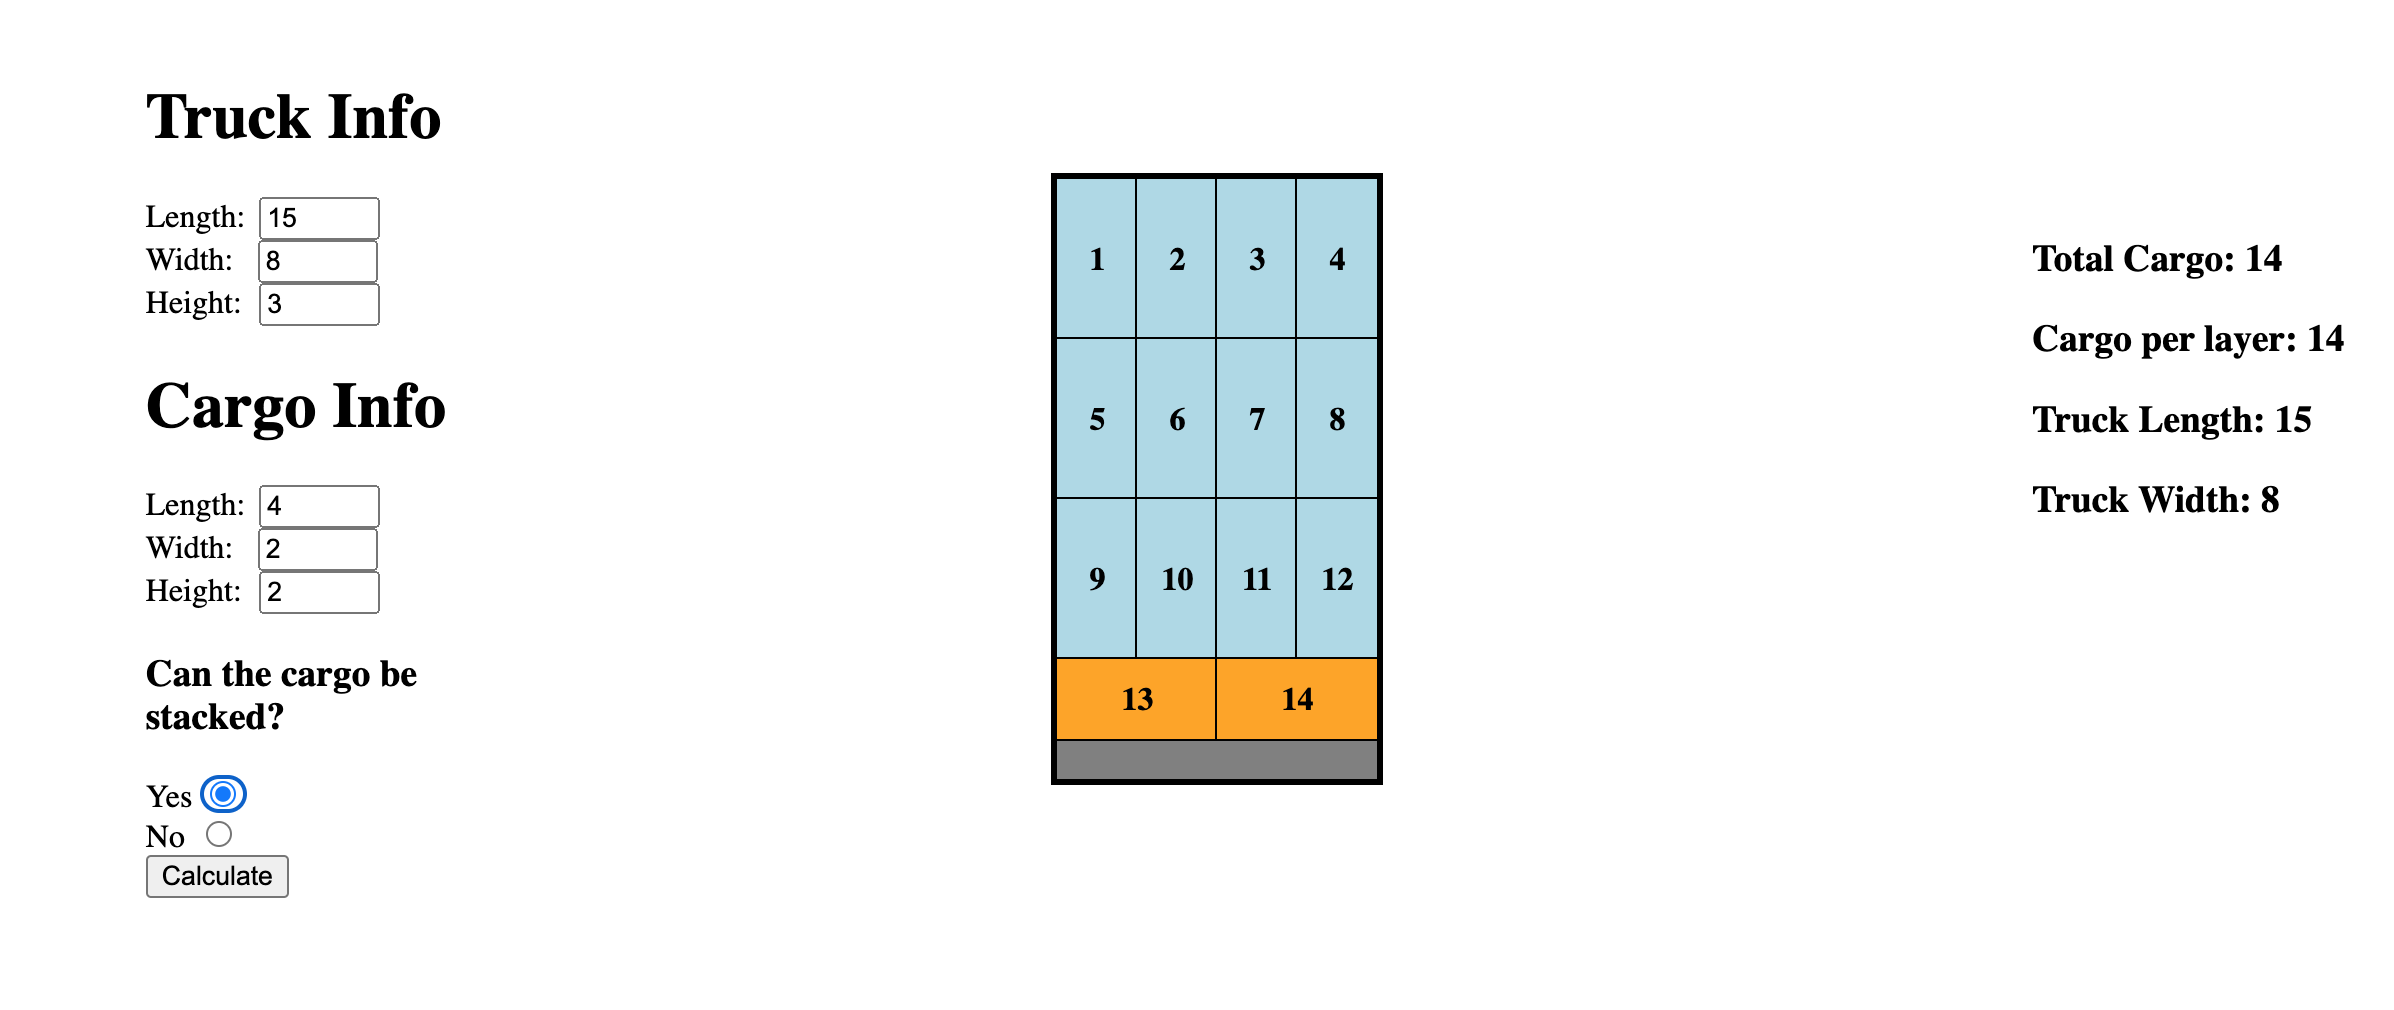 Truck Info
Length: 15
Width: 8
Height: 3
Cargo Info
Length: 4
Width: 2
Height: 2
Can the cargo be
stacked?
Yes
No
Calculate
1 2 3 4
5 6 7 8
9 10 11 12
13 14
Total Cargo: 14
Cargo per layer: 14
Truck Length: 15
Truck Width: 8